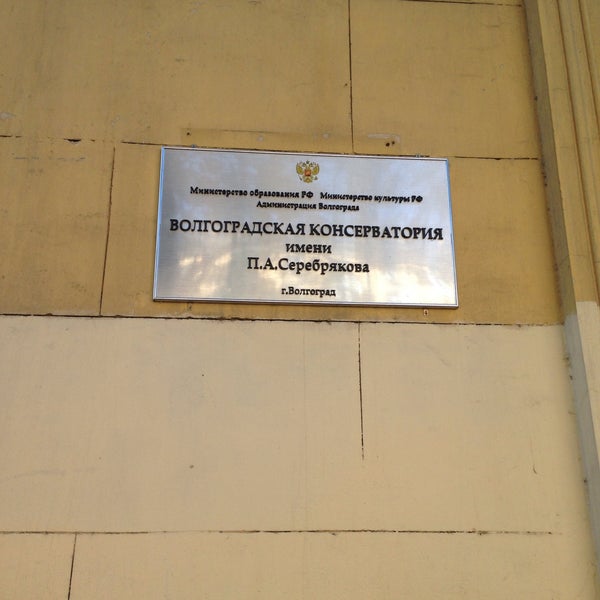 Министерство образования РФ Министерство культуры РФ
Администрация Волгограда
ВОЛГОГРАДСКАЯ КОНСЕРВАТОРИЯ
имени
П.А.Серебрякова
г.Волгоград